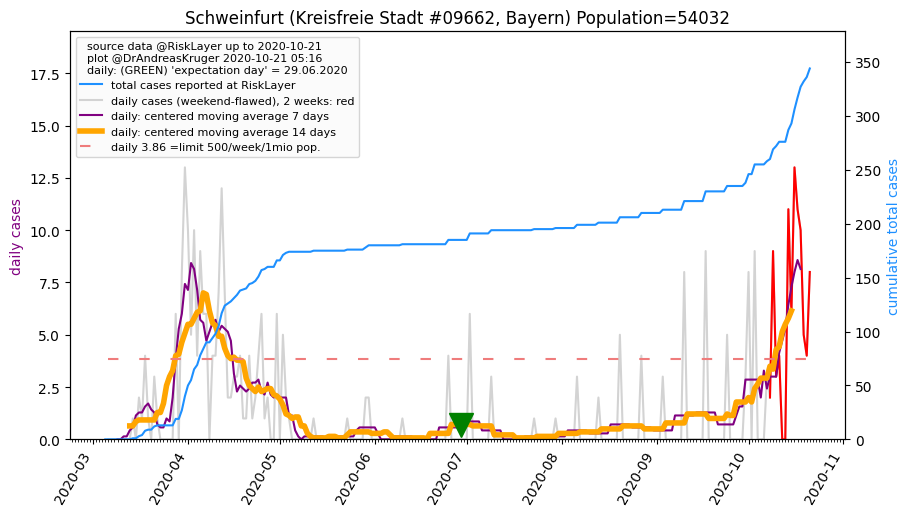 Schweinfurt (Kreisfreie Stadt #09662, Bayern) Population=54032
source data @RiskLayer up to 2020-10-21
plot @DrAndreasKruger 2020-10-21 05:16
daily: (GREEN) 'expectation day' = 29.06.2020
total cases reported at RiskLayer
daily cases (weekend-flawed), 2 weeks: red
daily: centered moving average 7 days
daily: centered moving average 14 days
daily 3.86 =limit 500/week/1mio pop.
daily cases
17.5
15.0
12.5
10.0
7.5
5.0
2.5
0.0
350
300
250
200
150
100
50
0
cumulative total cases
2020-03
2020-04
2020-05
2020-06
2020-07
2020-08
2020-09
2020-10
2020-11